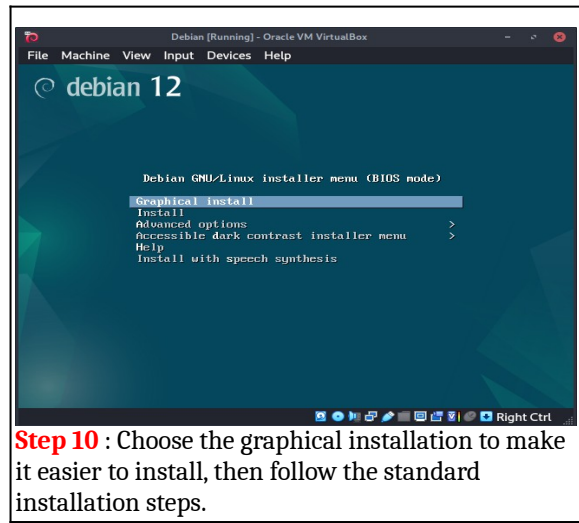 Debian [Running] - Oracle VM VirtualBox
File Machine View Input Devices Help
debian 12
Debian GNU/Linux installer menu (BIOS mode)
Graphical install
Install
Advanced options >
Accessible dark contrast installer menu >
Help
Install with speech synthesis
Right Ctrl
Step 10 : Choose the graphical installation to make
it easier to install, then follow the standard
installation steps.